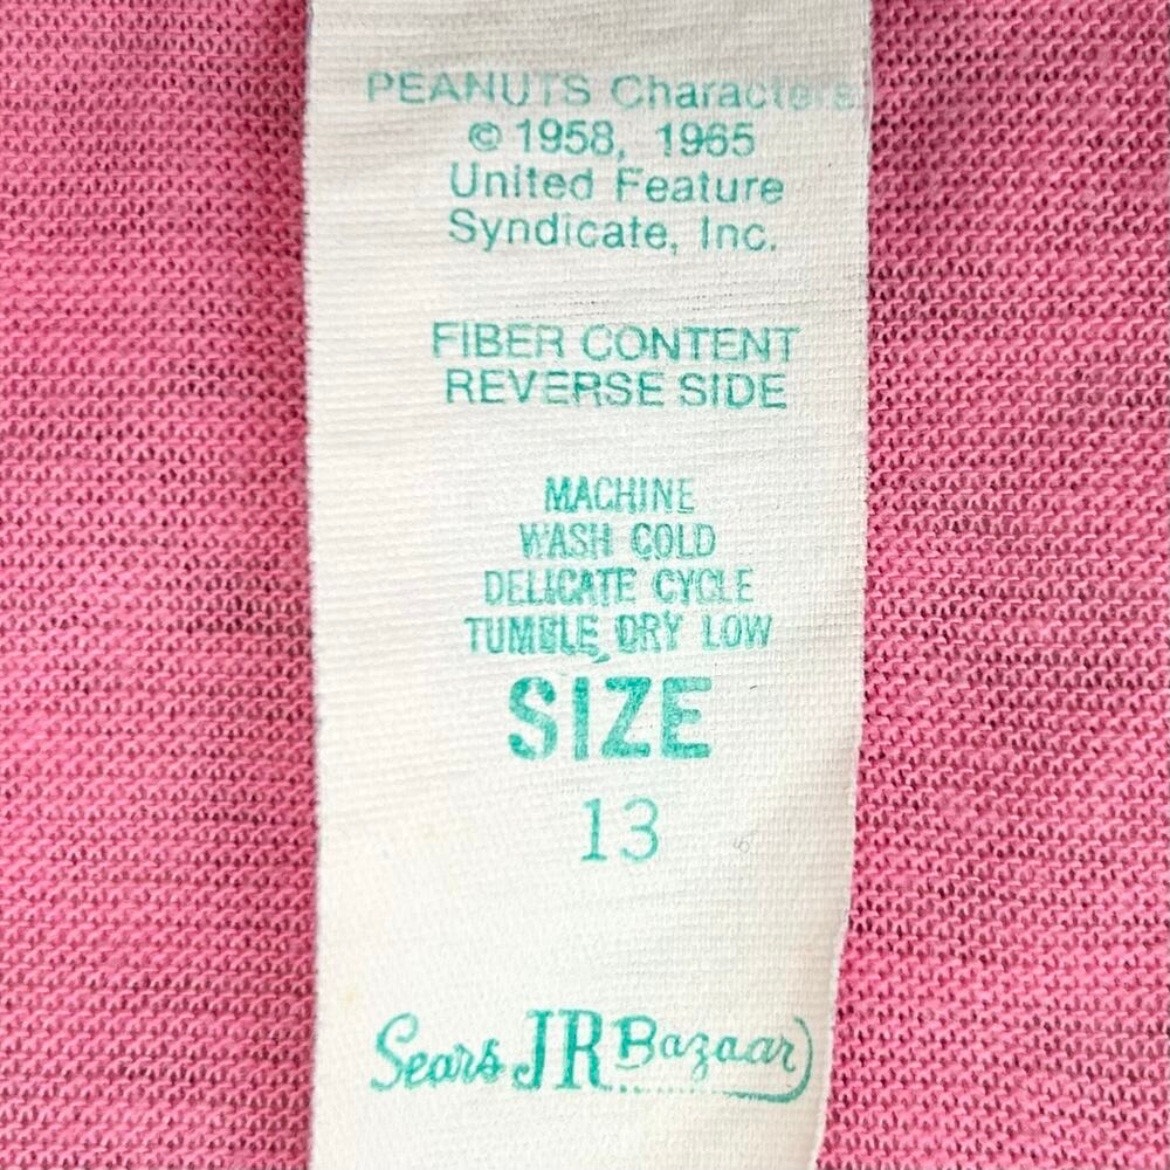 PEANUTS Characters
© 1958, 1965
United Feature
Syndicate, Inc.
FIBER CONTENT
REVERSE SIDE
MACHINE
WASH COLD
DELICATE CYCLE
TUMBLE DRY LOW
SIZE
13
Sears JR Bazaar